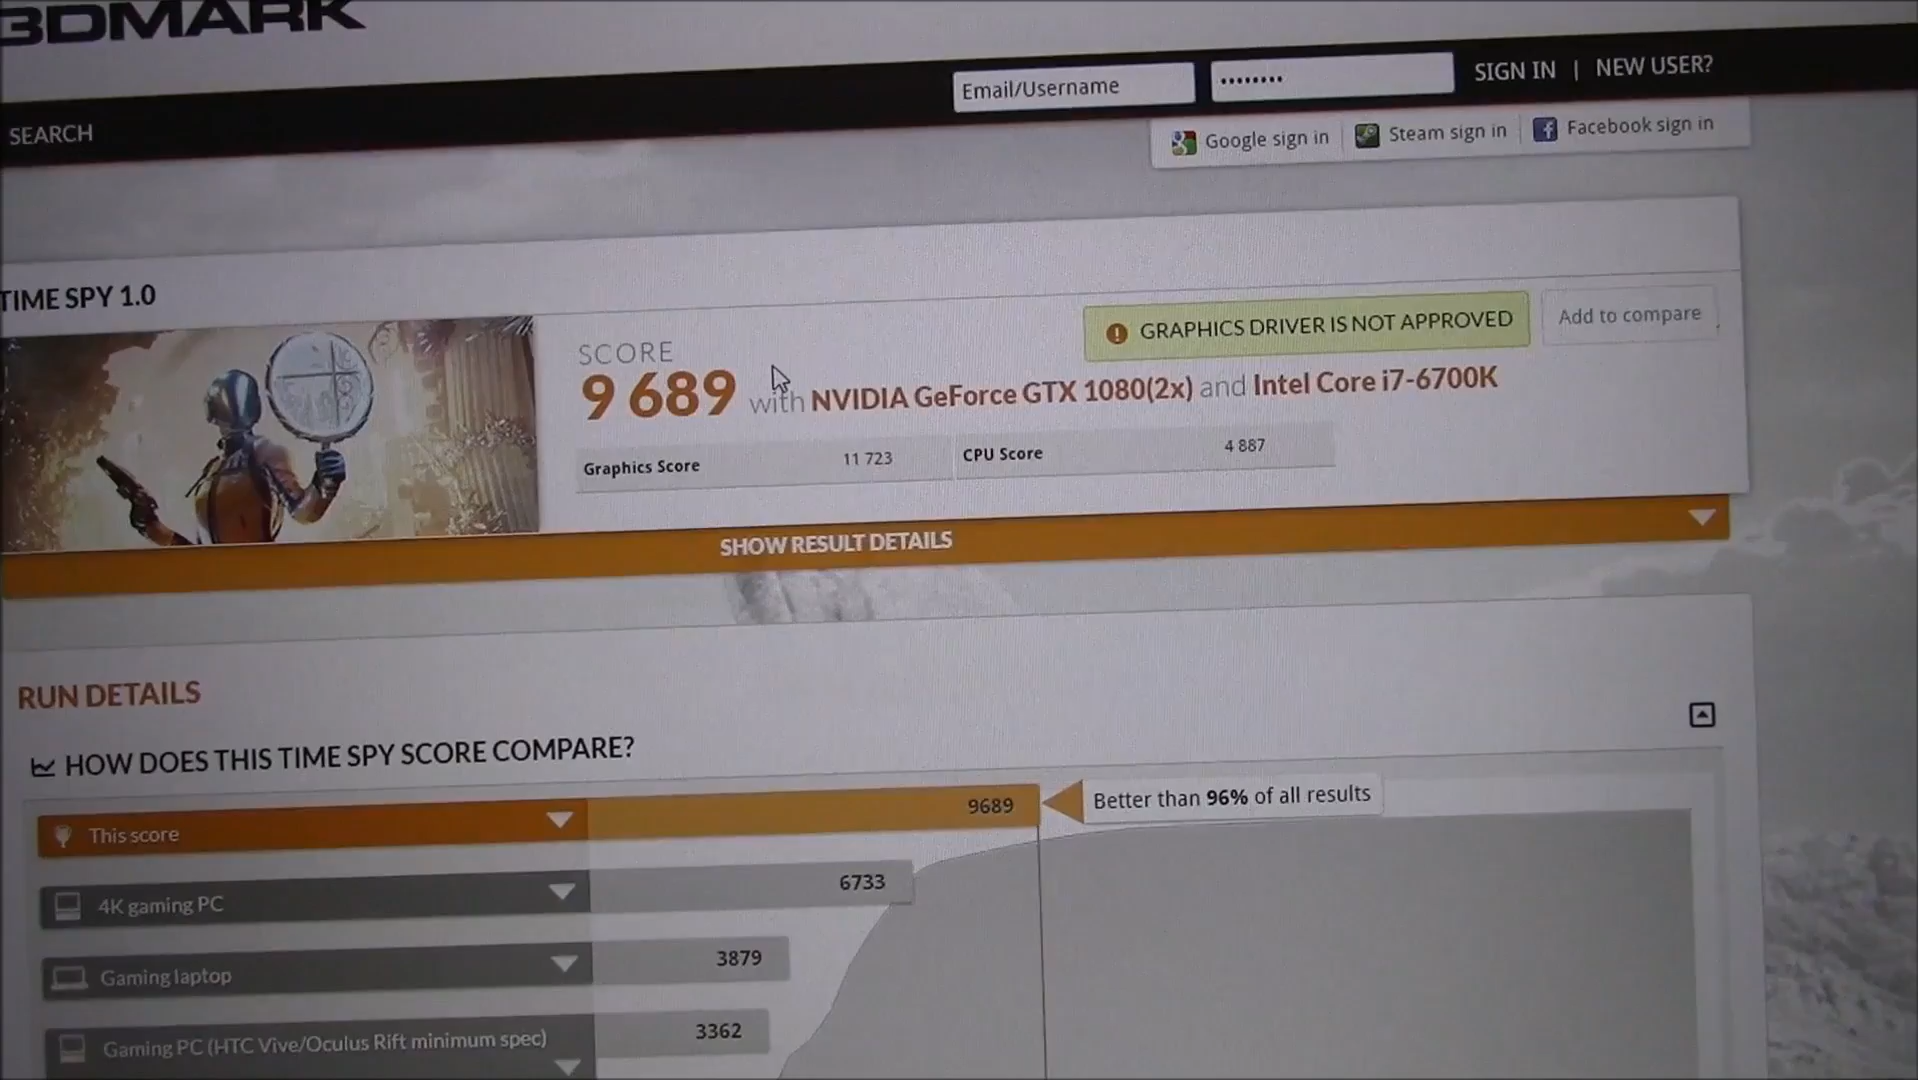 3DMARK
Email/Username
••••••••
SIGN IN | NEW USER?
SEARCH
Google sign in
Steam sign in
Facebook sign in
TIME SPY 1.0
GRAPHICS DRIVER IS NOT APPROVED
Add to compare
SCORE
9 689 with NVIDIA GeForce GTX 1080(2x) and Intel Core i7-6700K
Graphics Score 11 723 CPU Score 4 887
SHOW RESULT DETAILS
RUN DETAILS
HOW DOES THIS TIME SPY SCORE COMPARE?
This score 9689 Better than 96% of all results
4K gaming PC 6733
Gaming laptop 3879
Gaming PC (HTC Vive/Oculus Rift minimum spec) 3362